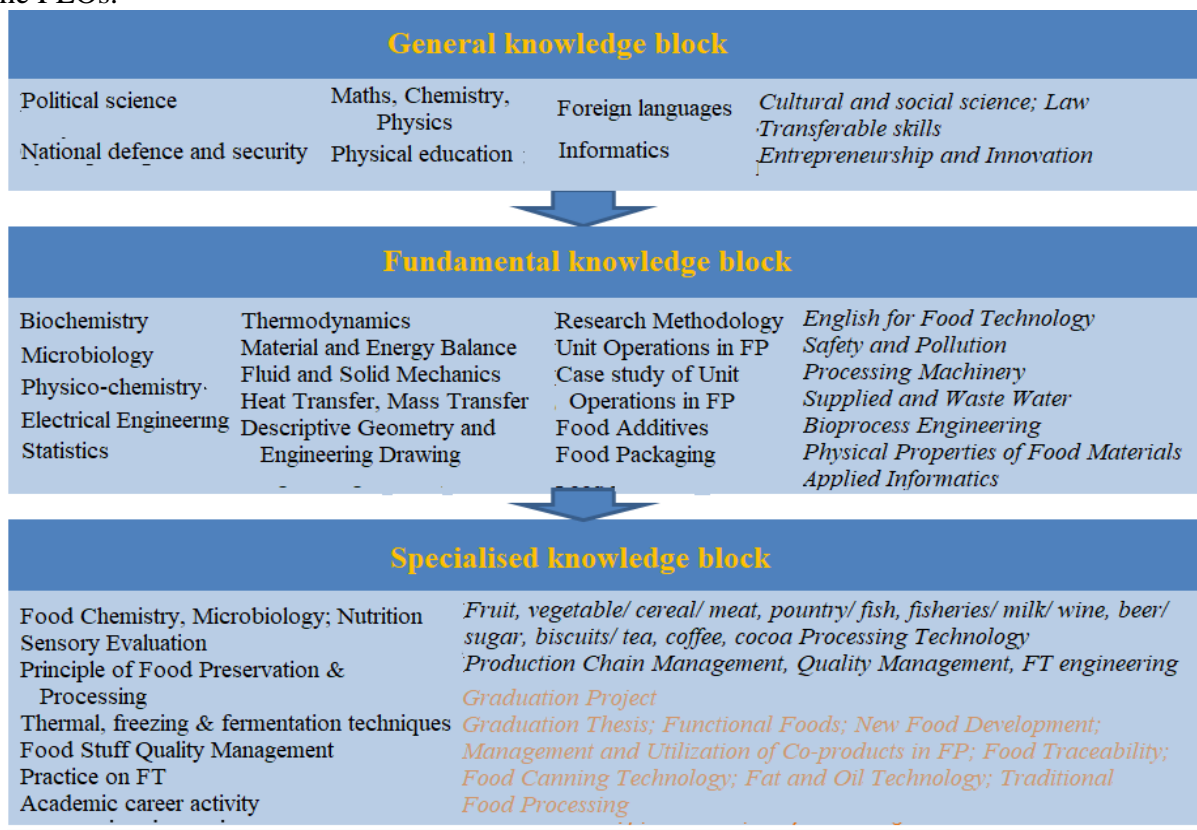 General knowledge block
Political science
National defence and security
Maths, Chemistry,
Physics
Physical education
Foreign languages
Informatics
Cultural and social science; Law
Transferable skills
Entrepreneurship and Innovation
Fundamental knowledge block
Biochemistry
Microbiology
Physico-chemistry
Electrical Engineering
Statistics
Thermodynamics
Material and Energy Balance
Fluid and Solid Mechanics
Heat Transfer, Mass Transfer
Descriptive Geometry and
Engineering Drawing
Research Methodology
Unit Operations in FP
Case study of Unit
Operations in FP
Food Additives
Food Packaging
English for Food Technology
Safety and Pollution
Processing Machinery
Supplied and Waste Water
Bioprocess Engineering
Physical Properties of Food Materials
Applied Informatics
Specialised knowledge block
Food Chemistry, Microbiology; Nutrition
Sensory Evaluation
Principle of Food Preservation &
Processing
Thermal, freezing & fermentation techniques
Food Stuff Quality Management
Practice on FT
Academic career activity
Fruit, vegetable/ cereal/ meat, pountry/ fish, fisheries/ milk/ wine, beer/
sugar, biscuits/ tea, coffee, cocoa Processing Technology
Production Chain Management, Quality Management, FT engineering
Graduation Project
Graduation Thesis; Functional Foods; New Food Development;
Management and Utilization of Co-products in FP; Food Traceability;
Food Canning Technology; Fat and Oil Technology; Traditional
Food Processing